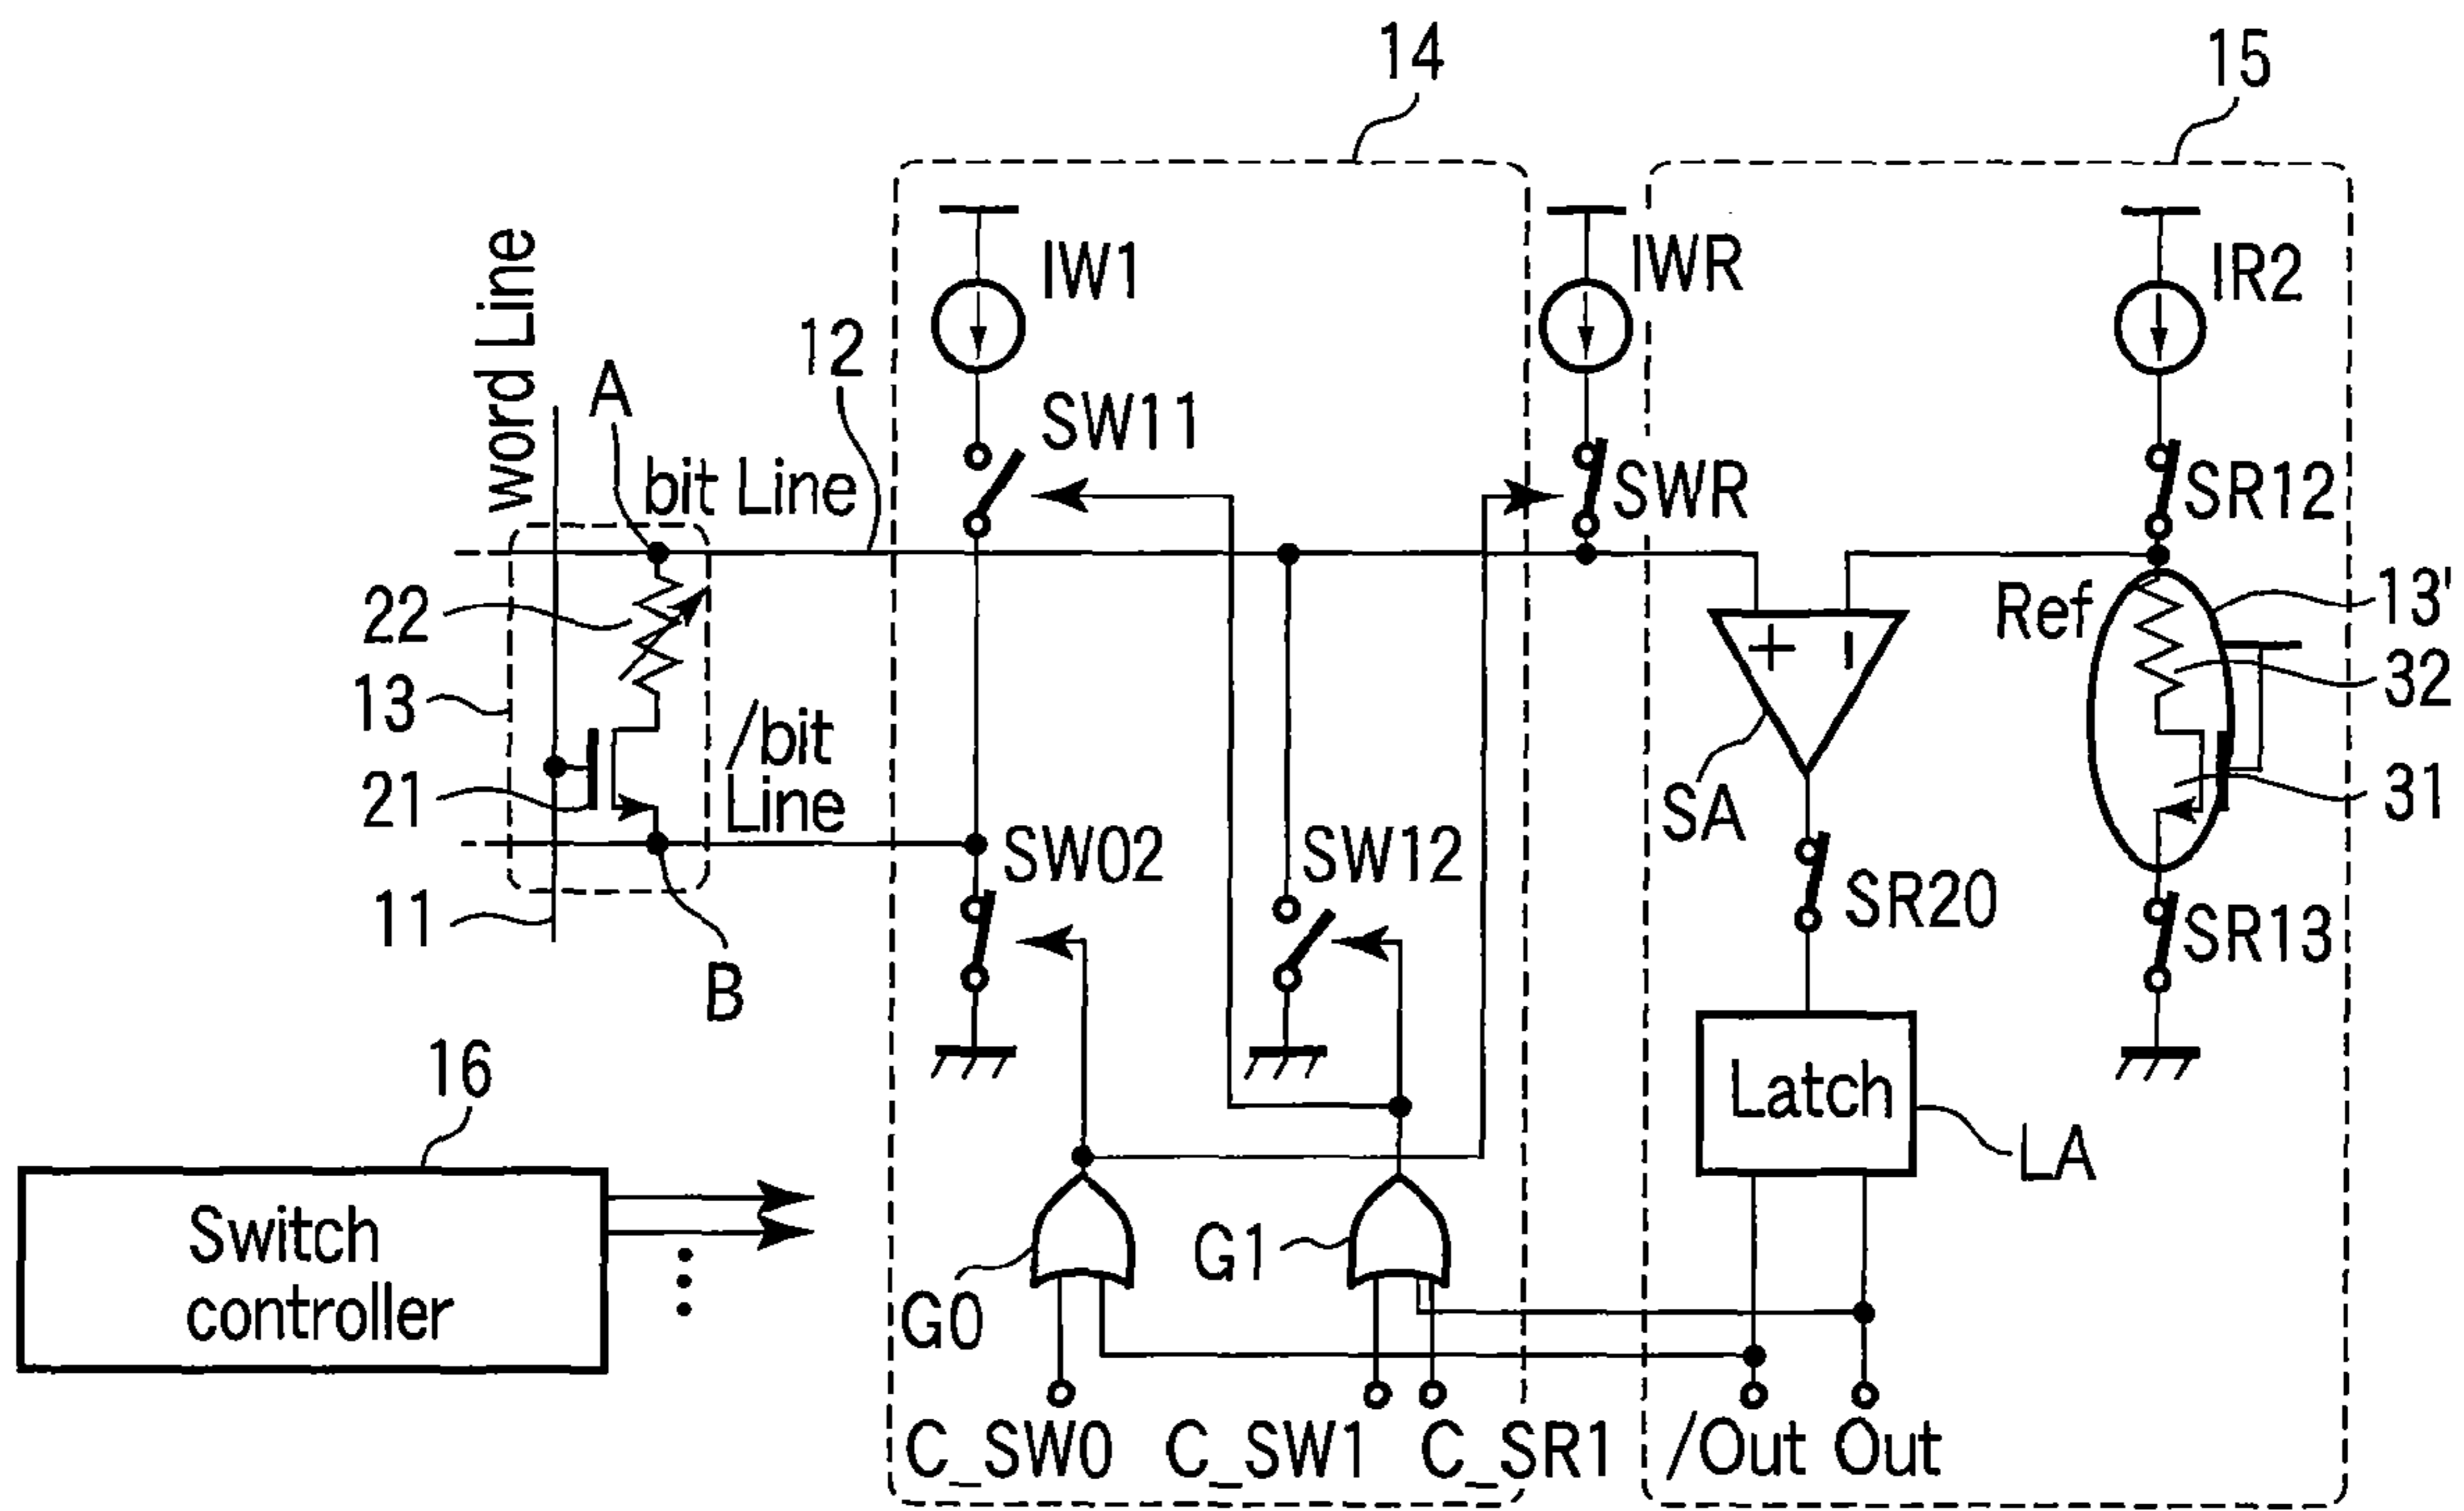 14
15
word Line
IW1
IWR
IR2
12
A
SW11
bit Line
SWR
SR12
22
Ref
13'
13
/bit
Line
+
-
32
21
SA
31
SW02
SW12
SR20
SR13
11
B
16
Latch
LA
Switch
controller
G1
G0
C_SW0
C_SW1
C_SR1
/Out
Out